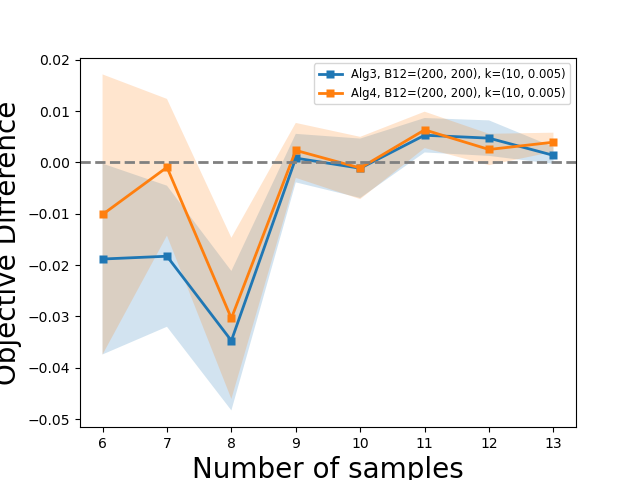 Objective Difference
0.02
0.01
0.00
−0.01
−0.02
−0.03
−0.04
−0.05
Alg3, B12=(200, 200), k=(10, 0.005)
Alg4, B12=(200, 200), k=(10, 0.005)
6 7 8 9 10 11 12 13
Number of samples